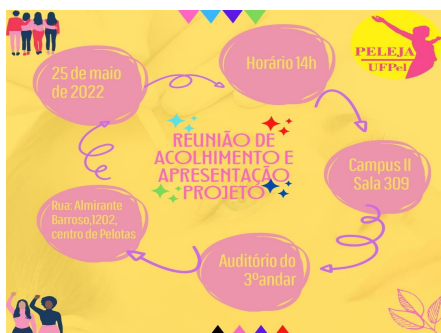 25 de maio
de 2022
Horário 14h
PELEJA
UFPel
REUNIÃO DE
ACOLHIMENTO E
APRESENTAÇÃO
PROJETO
Campus II
Sala 309
Rua: Almirante
Barroso,1202,
centro de Pelotas
Auditório do
3ºandar